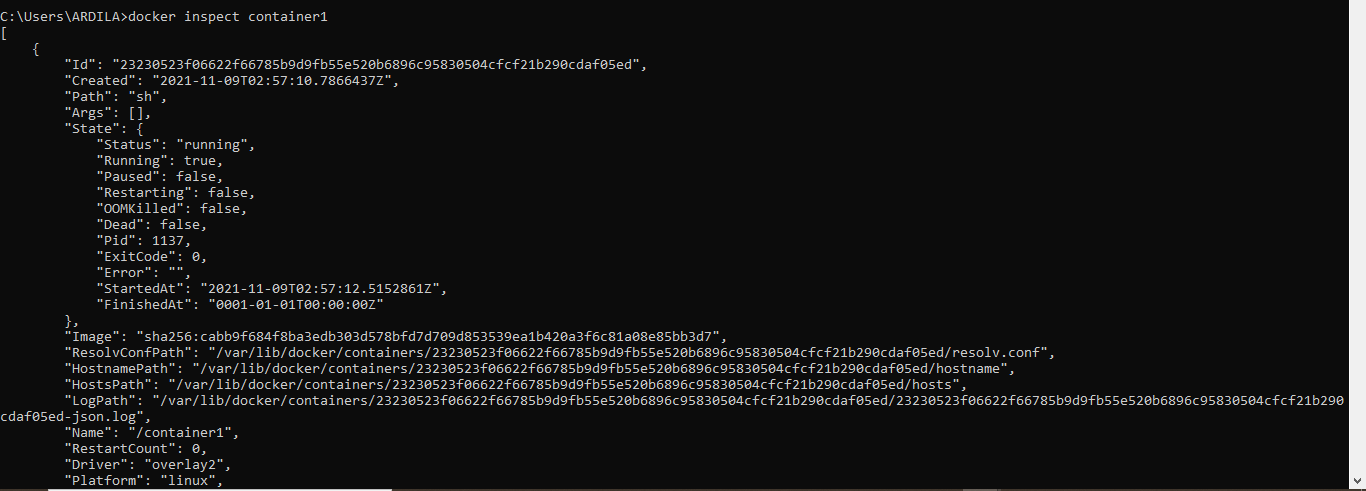 C:\Users\ARDILA>docker inspect container1
[
    {
        "Id": "23230523f06622f66785b9d9fb55e520b6896c95830504cfcf21b290cdaf05ed",
        "Created": "2021-11-09T02:57:10.7866437Z",
        "Path": "sh",
        "Args": [],
        "State": {
            "Status": "running",
            "Running": true,
            "Paused": false,
            "Restarting": false,
            "OOMKilled": false,
            "Dead": false,
            "Pid": 1137,
            "ExitCode": 0,
            "Error": "",
            "StartedAt": "2021-11-09T02:57:12.5152861Z",
            "FinishedAt": "0001-01-01T00:00:00Z"
        },
        "Image": "sha256:cabb9f684f8ba3edb303d578bfd7d709d853539ea1b420a3f6c81a08e85bb3d7",
        "ResolvConfPath": "/var/lib/docker/containers/23230523f06622f66785b9d9fb55e520b6896c95830504cfcf21b290cdaf05ed/resolv.conf",
        "HostnamePath": "/var/lib/docker/containers/23230523f06622f66785b9d9fb55e520b6896c95830504cfcf21b290cdaf05ed/hostname",
        "HostsPath": "/var/lib/docker/containers/23230523f06622f66785b9d9fb55e520b6896c95830504cfcf21b290cdaf05ed/hosts",
        "LogPath": "/var/lib/docker/containers/23230523f06622f66785b9d9fb55e520b6896c95830504cfcf21b290cdaf05ed/23230523f06622f66785b9d9fb55e520b6896c95830504cfcf21b290
cdaf05ed-json.log",
        "Name": "/container1",
        "RestartCount": 0,
        "Driver": "overlay2",
        "Platform": "linux",